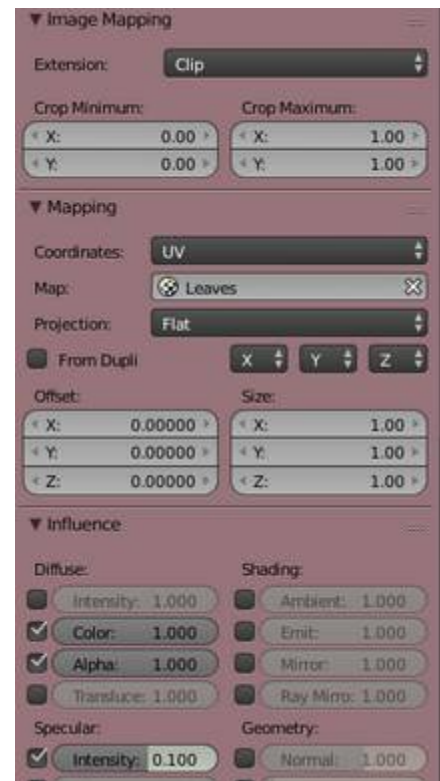 Image Mapping
Extension: Clip
Crop Minimum: Crop Maximum:
X: 0.00 X: 1.00
Y: 0.00 Y: 1.00
Mapping
Coordinates: UV
Map: Leaves
Projection: Flat
From Dupli X Y Z
Offset: Size:
X: 0.00000 X: 1.00
Y: 0.00000 Y: 1.00
Z: 0.00000 Z: 1.00
Influence
Diffuse: Shading:
Intensity: 1.000 Ambient: 1.000
Color: 1.000 Emit: 1.000
Alpha: 1.000 Mirror: 1.000
Transluce: 1.000 Ray Mirro: 1.000
Specular: Geometry:
Intensity: 0.100 Normal: 1.000